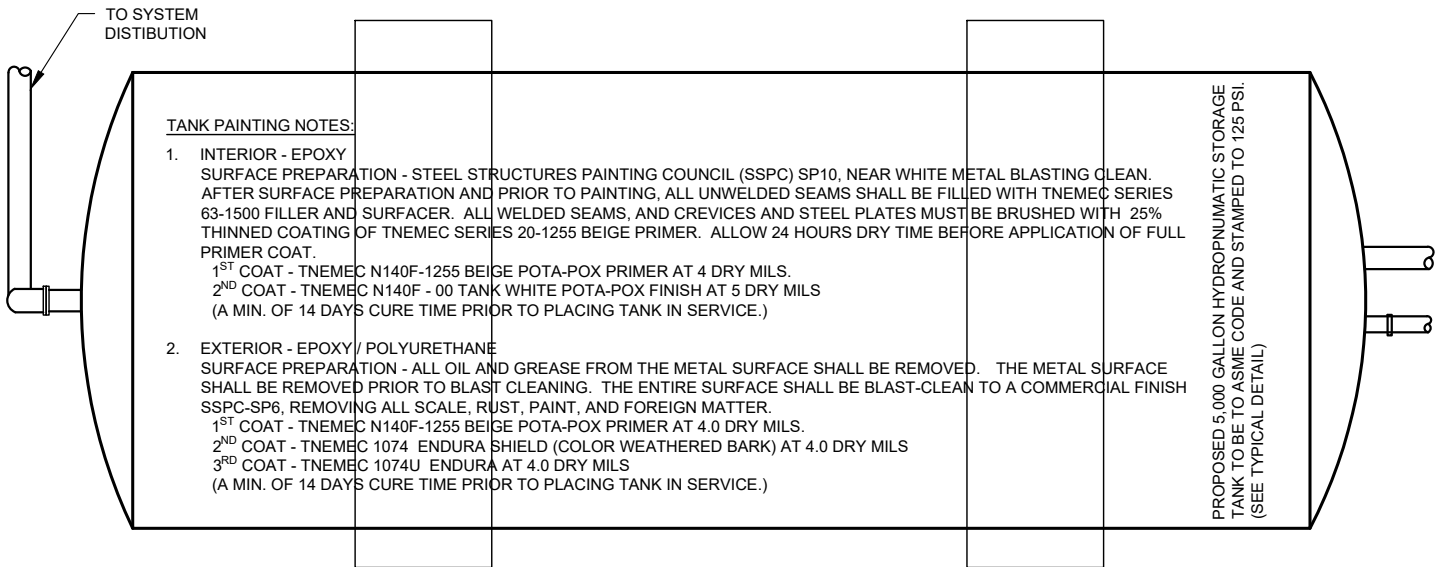 TO SYSTEM
DISTIBUTION
TANK PAINTING NOTES:
1. INTERIOR - EPOXY
SURFACE PREPARATION - STEEL STRUCTURES PAINTING COUNCIL (SSPC) SP10, NEAR WHITE METAL BLASTING CLEAN.
AFTER SURFACE PREPARATION AND PRIOR TO PAINTING, ALL UNWELDED SEAMS SHALL BE FILLED WITH TNEMEC SERIES
63-1500 FILLER AND SURFACER. ALL WELDED SEAMS, AND CREVICES AND STEEL PLATES MUST BE BRUSHED WITH 25%
THINNED COATING OF TNEMEC SERIES 20-1255 BEIGE PRIMER. ALLOW 24 HOURS DRY TIME BEFORE APPLICATION OF FULL
PRIMER COAT.
1ST COAT - TNEMEC N140F-1255 BEIGE POTA-POX PRIMER AT 4 DRY MILS.
2ND COAT - TNEMEC N140F - 00 TANK WHITE POTA-POX FINISH AT 5 DRY MILS
(A MIN. OF 14 DAYS CURE TIME PRIOR TO PLACING TANK IN SERVICE.)
2. EXTERIOR - EPOXY / POLYURETHANE
SURFACE PREPARATION - ALL OIL AND GREASE FROM THE METAL SURFACE SHALL BE REMOVED. THE METAL SURFACE
SHALL BE REMOVED PRIOR TO BLAST CLEANING. THE ENTIRE SURFACE SHALL BE BLAST-CLEAN TO A COMMERCIAL FINISH
SSPC-SP6, REMOVING ALL SCALE, RUST, PAINT, AND FOREIGN MATTER.
1ST COAT - TNEMEC N140F-1255 BEIGE POTA-POX PRIMER AT 4.0 DRY MILS.
2ND COAT - TNEMEC 1074 ENDURA SHIELD (COLOR WEATHERED BARK) AT 4.0 DRY MILS
3RD COAT - TNEMEC 1074U ENDURA AT 4.0 DRY MILS
(A MIN. OF 14 DAYS CURE TIME PRIOR TO PLACING TANK IN SERVICE.)
PROPOSED 5,000 GALLON HYDROPNUMATIC STORAGE
TANK TO BE TO ASME CODE AND STAMPED TO 125 PSI.
(SEE TYPICAL DETAIL)